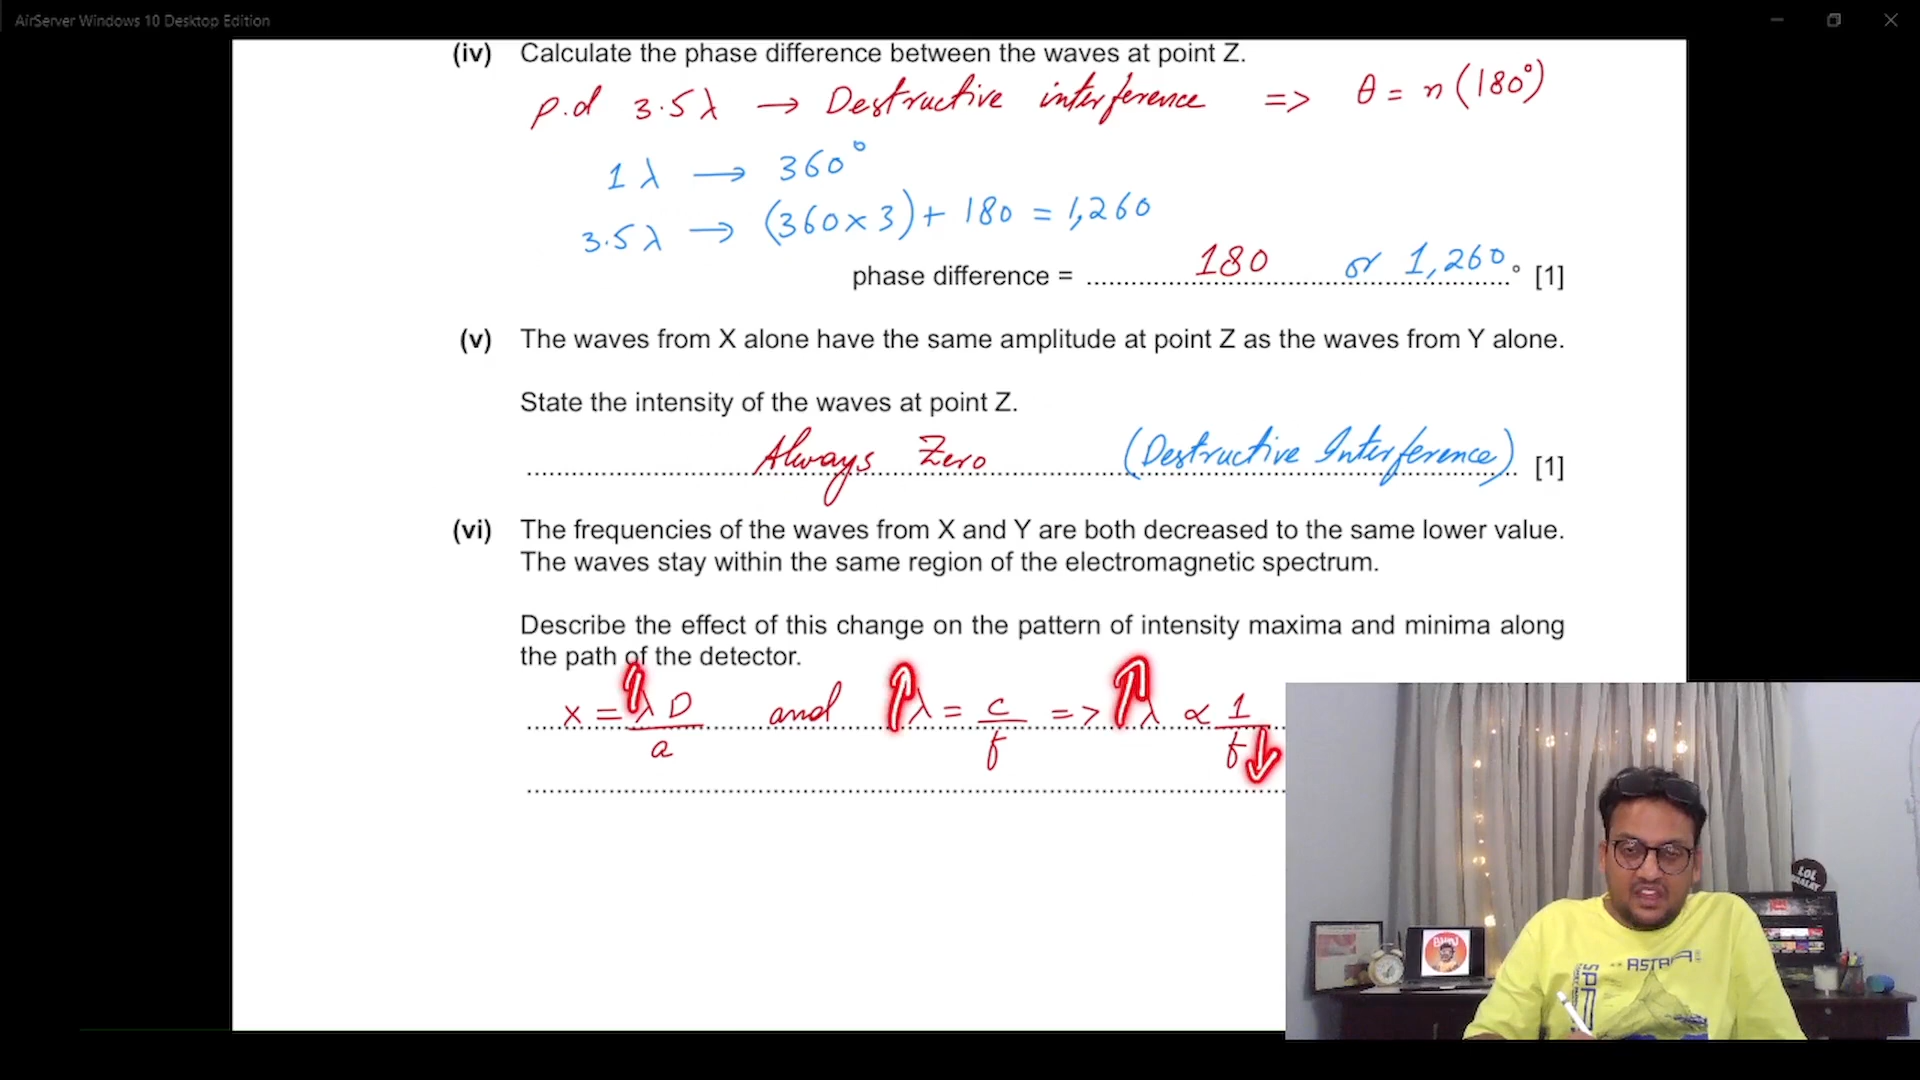 AirServer Windows 10 Desktop Edition
(iv) Calculate the phase difference between the waves at point Z.
p.d 3.5λ → Destructive interference => θ = n(180°)
1λ → 360°
3.5λ → (360×3)+ 180 = 1,260
phase difference = 180 or 1,260 ° [1]
(v) The waves from X alone have the same amplitude at point Z as the waves from Y alone.
State the intensity of the waves at point Z.
Always Zero (Destructive Interference) [1]
(vi) The frequencies of the waves from X and Y are both decreased to the same lower value.
The waves stay within the same region of the electromagnetic spectrum.
Describe the effect of this change on the pattern of intensity maxima and minima along
the path of the detector.
x = ↑λD/a and ↑λ = c/f => ↑λ ∝ 1/f↓
LOL
ASTRA